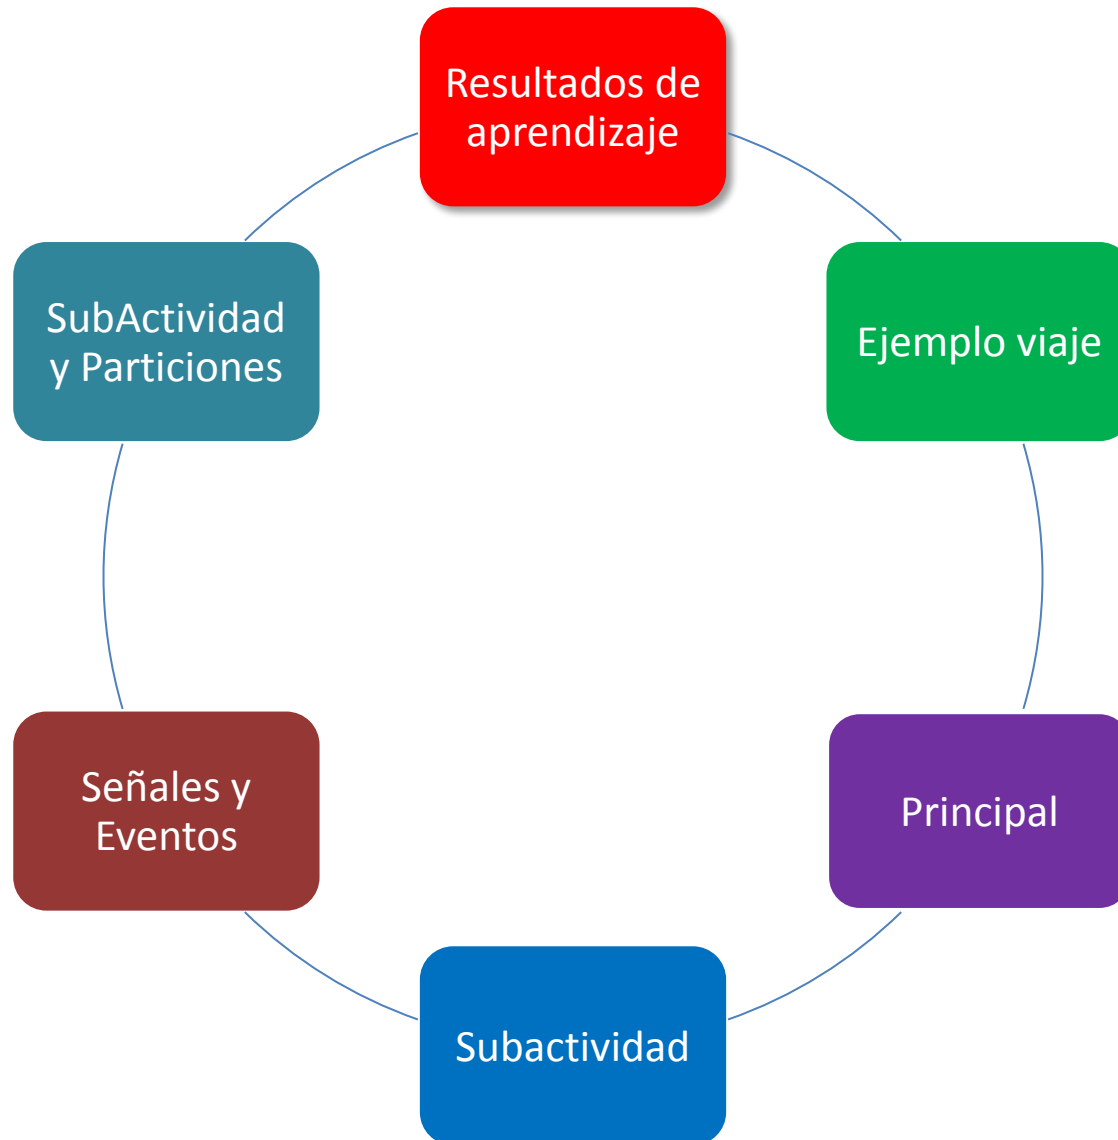 Resultados de
aprendizaje
Ejemplo viaje
Principal
Subactividad
Señales y
Eventos
SubActividad
y Particiones